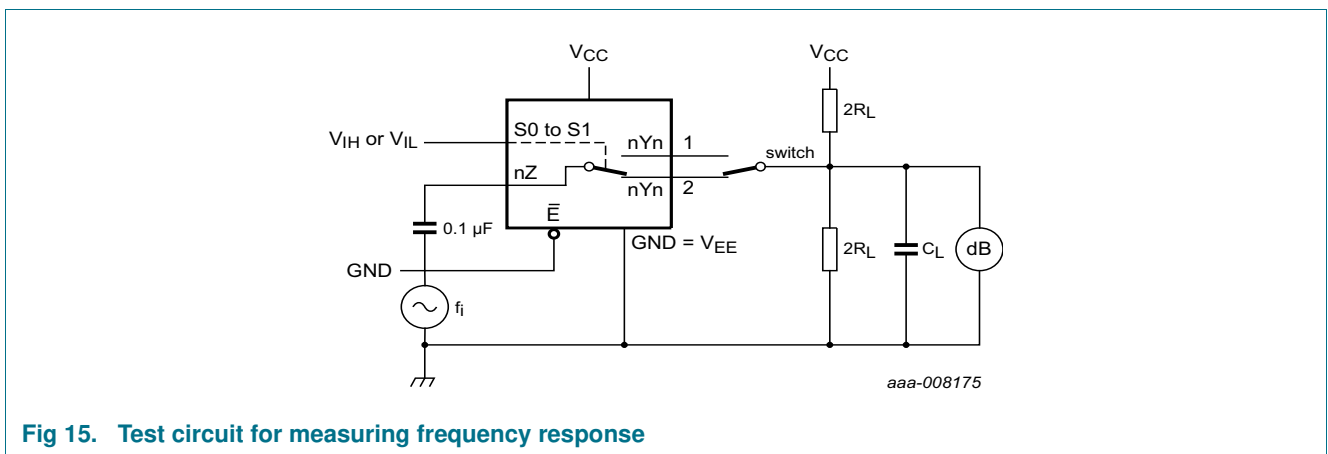 VCC
VCC
2RL
S0 to S1
nYn
1
VIH or VIL
switch
nZ
nYn
2
Ē
0.1 µF
GND = VEE
2RL
CL
dB
GND
fi
aaa-008175
Fig 15. Test circuit for measuring frequency response